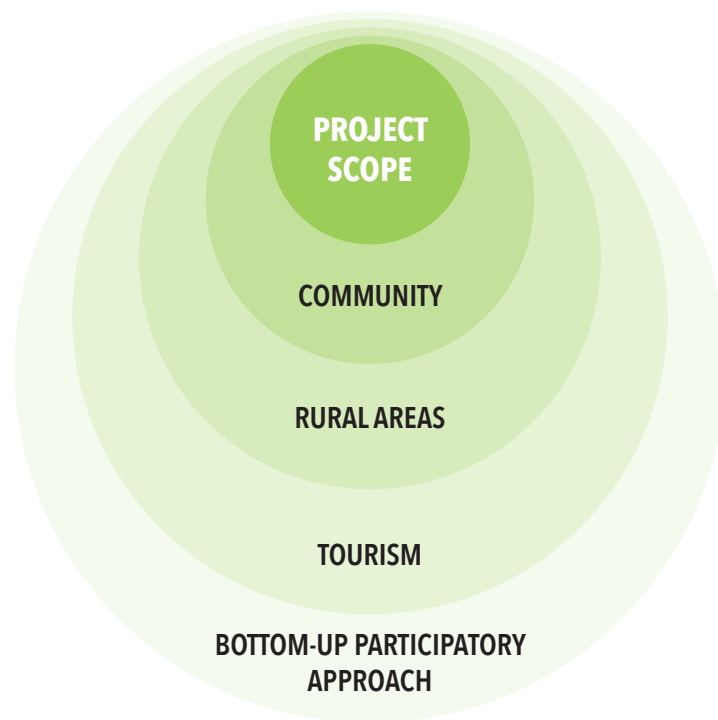 PROJECT
SCOPE
COMMUNITY
RURAL AREAS
TOURISM
BOTTOM-UP PARTICIPATORY
APPROACH